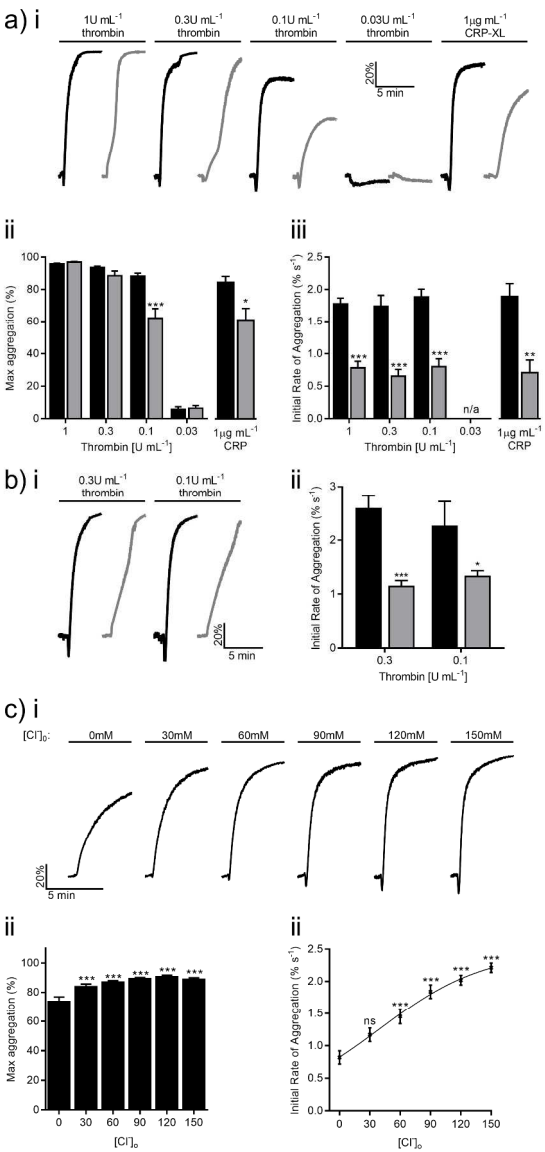 a) i
1U mL⁻¹ thrombin
0.3U mL⁻¹ thrombin
0.1U mL⁻¹ thrombin
0.03U mL⁻¹ thrombin
1µg mL⁻¹ CRP-XL
20%
5 min
ii
Max aggregation (%)
100
80
60
40
20
0
***
*
1 0.3 0.1 0.03
Thrombin [U mL⁻¹]
1µg mL⁻¹ CRP
iii
Initial Rate of Aggregation (% s⁻¹)
2.5
2.0
1.5
1.0
0.5
0.0
***
***
***
n/a
**
1 0.3 0.1 0.03
Thrombin [U mL⁻¹]
1µg mL⁻¹ CRP
b) i
0.3U mL⁻¹ thrombin
0.1U mL⁻¹ thrombin
20%
5 min
ii
Initial Rate of Aggregation (% s⁻¹)
3
2
1
0
***
*
0.3 0.1
Thrombin [U mL⁻¹]
c) i
[Cl⁻]₀: 0mM 30mM 60mM 90mM 120mM 150mM
20%
5 min
ii
Max aggregation (%)
100
80
60
40
20
0
*** *** *** *** ***
0 30 60 90 120 150
[Cl⁻]ₒ
ii
Initial Rate of Aggregation (% s⁻¹)
2.5
2.0
1.5
1.0
0.5
0.0
ns *** *** *** ***
0 30 60 90 120 150
[Cl⁻]ₒ